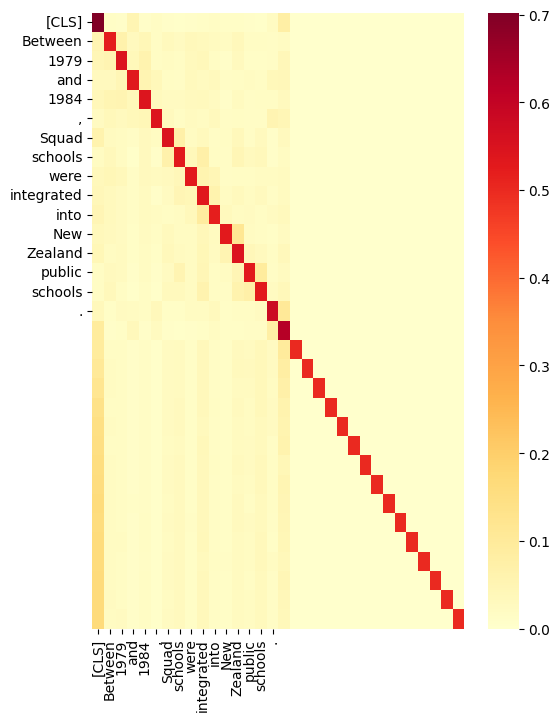 [CLS]
Between
1979
and
1984
,
Squad
schools
were
integrated
into
New
Zealand
public
schools
.
0.7
0.6
0.5
0.4
0.3
0.2
0.1
0.0
[CLS]
Between
1979
and
1984
,
Squad
schools
were
integrated
into
New
Zealand
public
schools
.